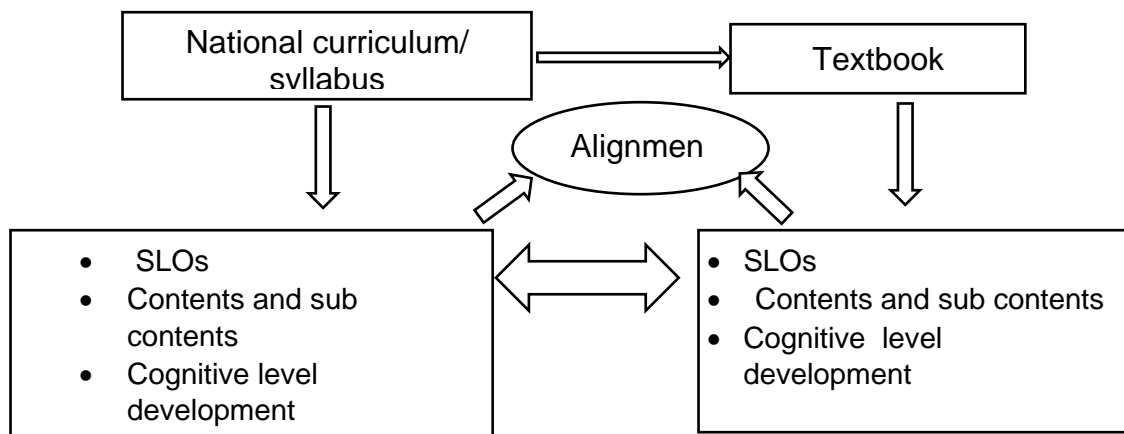 National curriculum/
syllabus
Textbook
Alignmen
• SLOs
• Contents and sub
contents
• Cognitive level
development
• SLOs
• Contents and sub contents
• Cognitive level
development